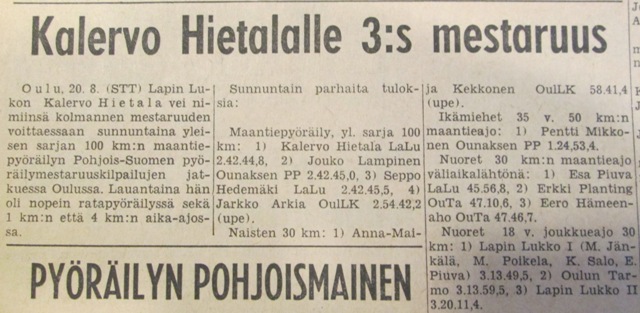 Kalervo Hietalalle 3:s mestaruus
Oulu, 20. 8. (STT) Lapin Lu-
kon Kalervo Hietala vei ni-
miinsä kolmannen mestaruuden
voittaessaan sunnuntaina ylei-
sen sarjan 100 km:n maantie-
pyöräilyn Pohjois-Suomen pyö-
räilymestaruuskilpailujen jat-
kuessa Oulussa. Lauantaina hän
oli nopein ratapyöräilyssä sekä
1 km:n että 4 km:n aika-ajos-
sa.
Sunnuntain parhaita tulok-
sia:
Maantiepyöräily, yl. sarja 100
km: 1) Kalervo Hietala LaLu
2.42.44,8, 2) Jouko Lampinen
Ounaksen PP 2.42.45,0, 3) Seppo
Hedemäki LaLu 2.42.45,5, 4)
Jarkko Arkia OulLK 2.54.42,2
(upe).
Naisten 30 km: 1) Anna-Mai-
ja Kekkonen OulLK 58.41,4
(upe).
Ikämiehet 35 v. 50 km:n
maantieajo: 1) Pentti Mikko-
nen Ounaksen PP 1.24,53,4.
Nuoret 30 km:n maantieajo
väliaikalähtönä: 1) Esa Piuva
LaLu 45.56,8, 2) Erkki Planting
OuTa 47.10,6, 3) Eero Hämeen-
aho OuTa 47.46,7.
Nuoret 18 v. joukkueajo 30
km: 1) Lapin Lukko I (M. Jän-
kälä, M. Poikela, K. Salo, E.
Piuva) 3.13.49,5, 2) Oulun Tar-
mo 3.13.59,5, 3) Lapin Lukko II
3.20.11,4.
PYÖRÄILYN POHJOISMAINEN